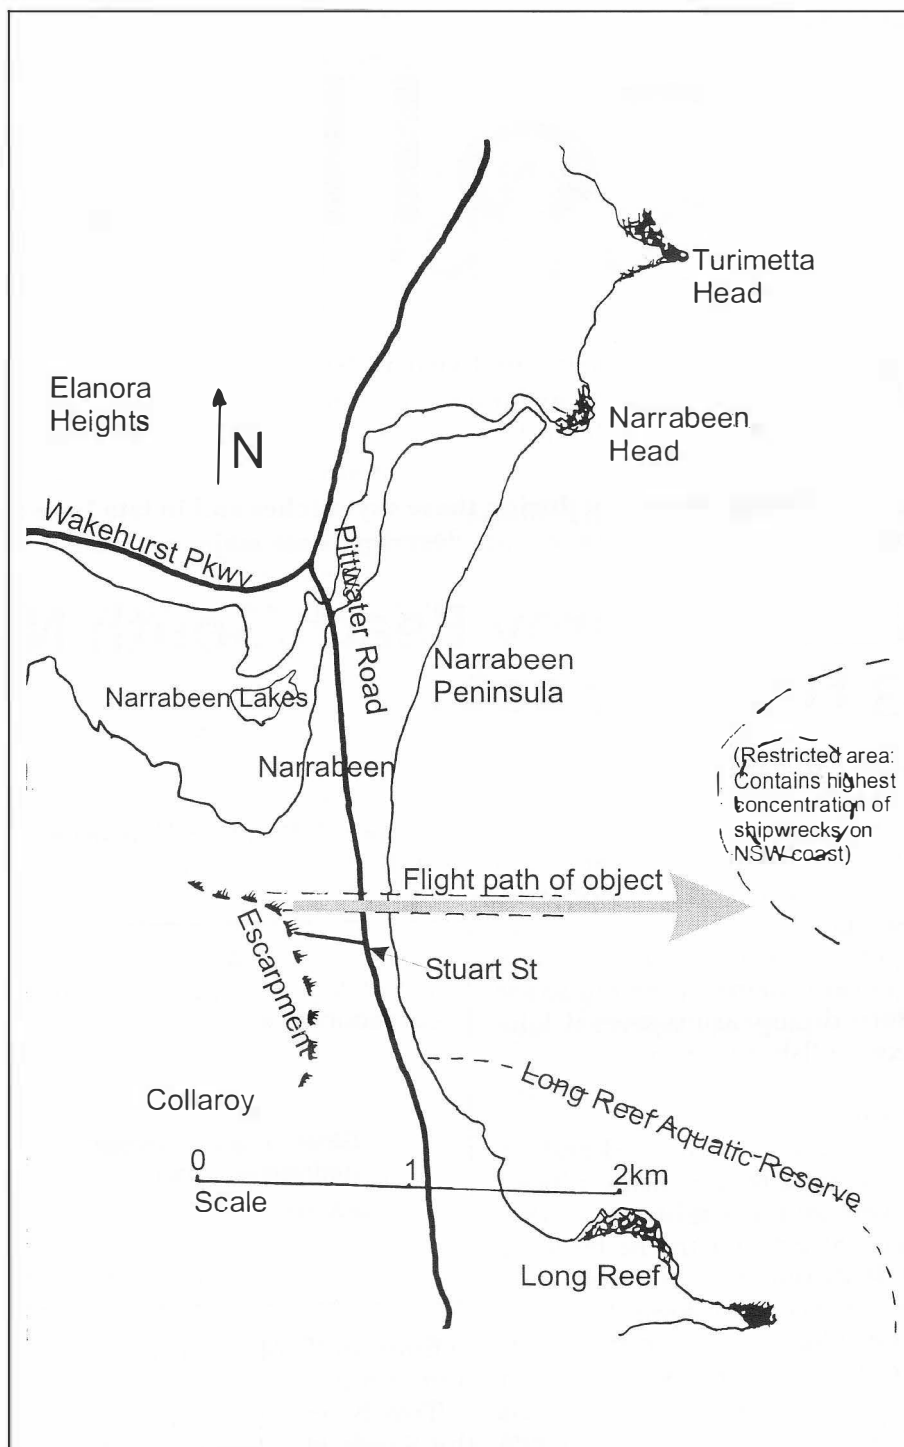 Turimetta
Head
Elanora
Heights
N
Narrabeen
Head
Wakehurst Pkwy
Pittwater Road
Narrabeen
Peninsula
Narrabeen Lakes
Narrabeen
(Restricted area:
Contains highest
concentration of
shipwrecks on
NSW coast)
Flight path of object
Escarpment
Stuart St
Long Reef Aquatic Reserve
Collaroy
0 1 2km
Scale
Long Reef